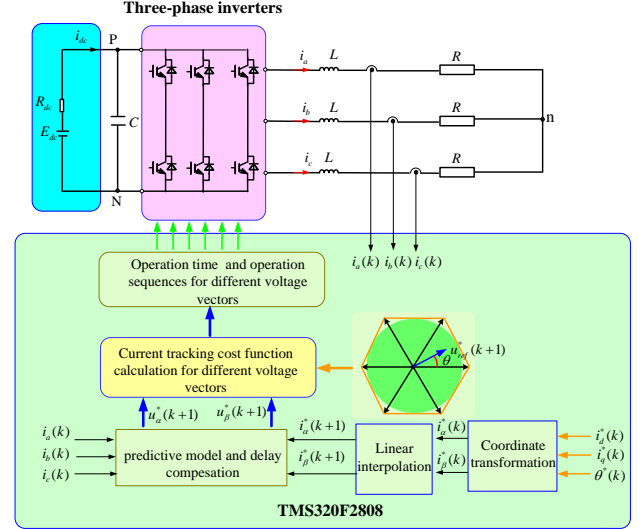 Three-phase inverters
i_dc
P
R_dc
E_dc
C
N
i_a
L
R
i_b
L
R
n
i_c
L
R
i_a(k) i_b(k) i_c(k)
Operation time and operation
sequences for different voltage
vectors
Current tracking cost function
calculation for different voltage
vectors
u*_ref(k+1)
θ
u*_α(k+1)
u*_β(k+1)
i_a(k)
i_b(k)
i_c(k)
predictive model and delay
compesation
i*_α(k+1)
i*_β(k+1)
Linear
interpolation
i*_α(k)
i*_β(k)
Coordinate
transformation
i*_d(k)
i*_q(k)
θ*(k)
TMS320F2808